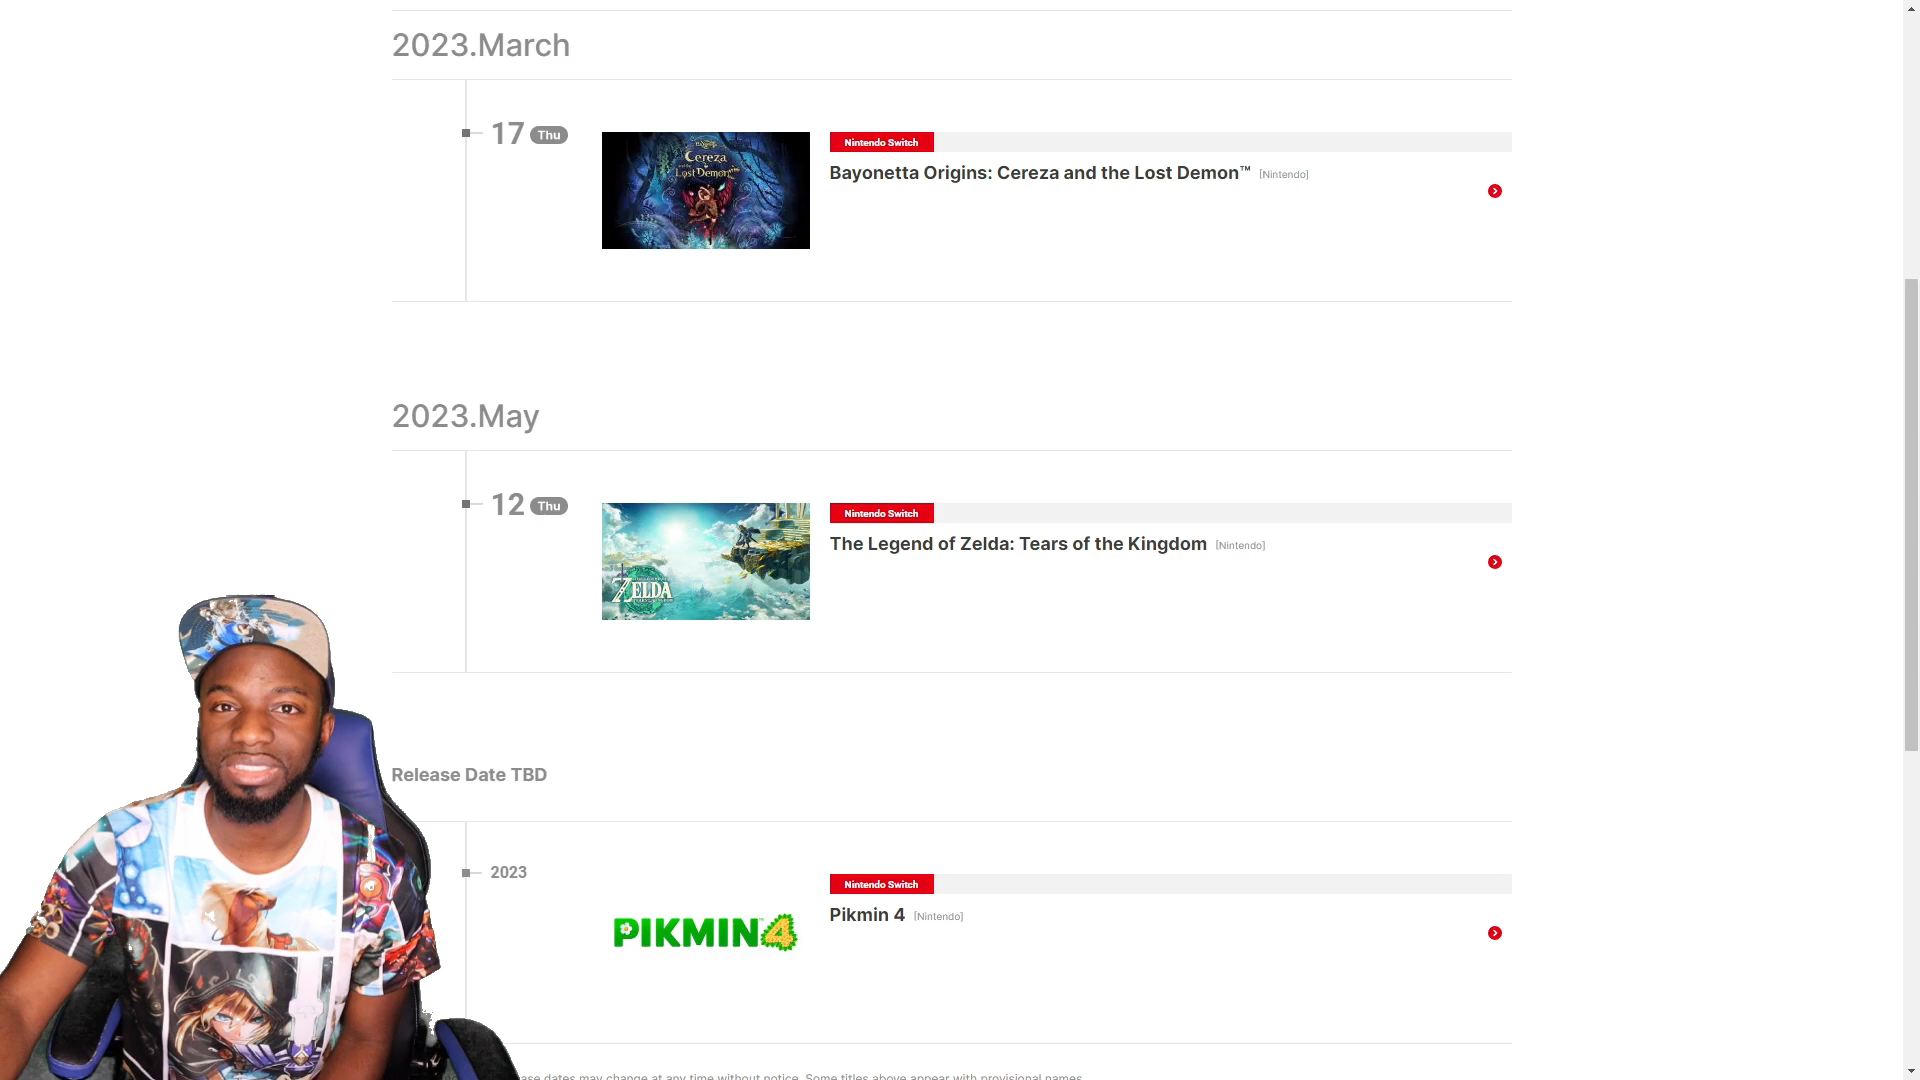 2023.March
17 Thu
Cereza
and the
Lost Demon™
Nintendo Switch
Bayonetta Origins: Cereza and the Lost Demon™ [Nintendo]
2023.May
12 Thu
ZELDA
Nintendo Switch
The Legend of Zelda: Tears of the Kingdom [Nintendo]
Release Date TBD
2023
PIKMIN 4
Nintendo Switch
Pikmin 4 [Nintendo]
dates may change at any time without notice. Some titles above appear with provisional names.